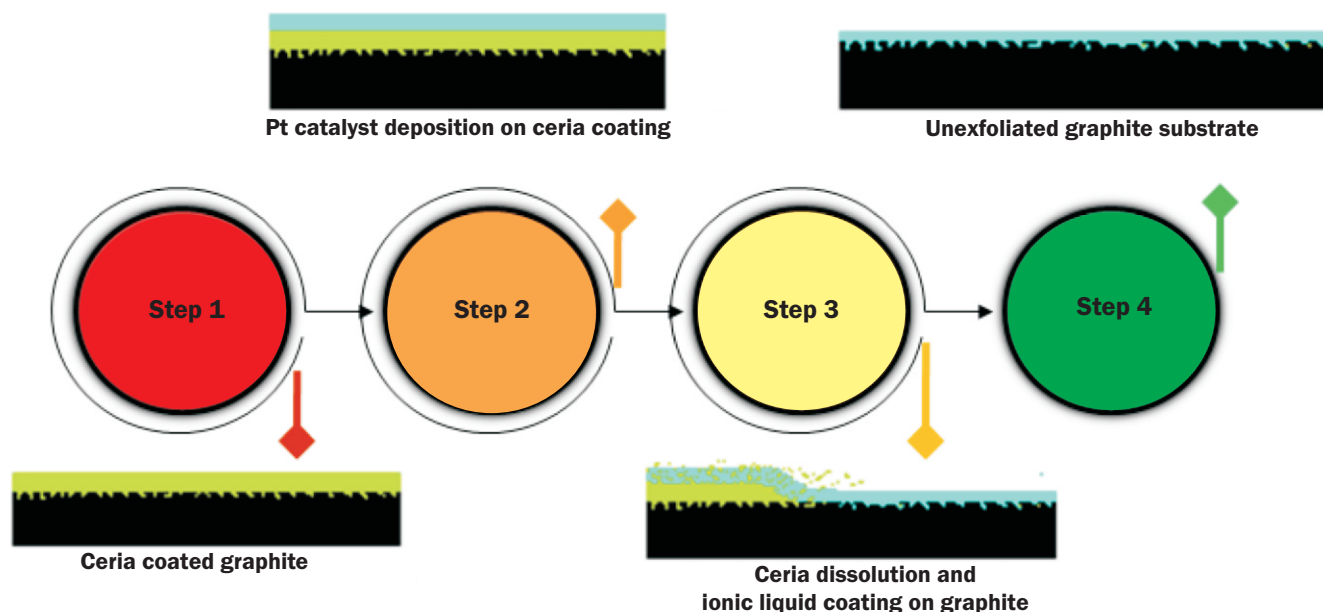 Pt catalyst deposition on ceria coating
Unexfoliated graphite substrate
Step 1
Step 2
Step 3
Step 4
Ceria coated graphite
Ceria dissolution and
ionic liquid coating on graphite